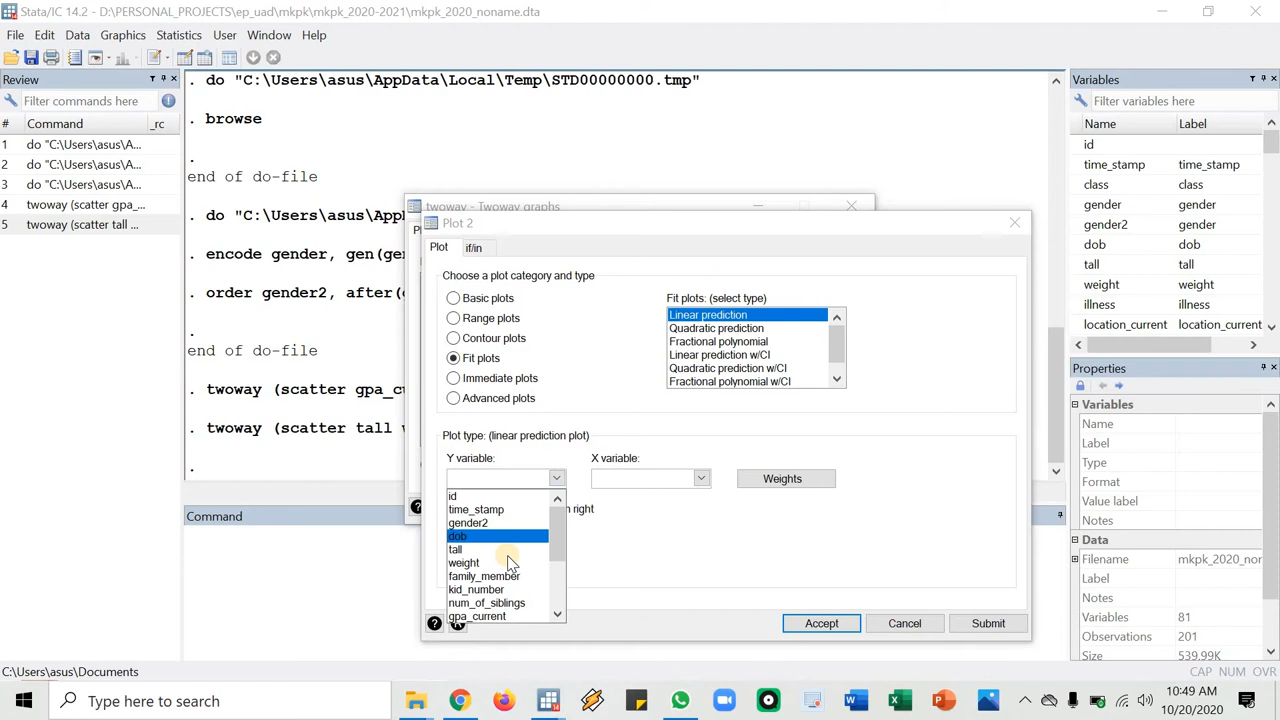 Stata/IC 14.2 - D:\PERSONAL_PROJECTS\ep_uad\mkpk\mkpk_2020-2021\mkpk_2020_noname.dta
File Edit Data Graphics Statistics User Window Help
Review
Filter commands here
# Command _rc
1 do "C:\Users\asus\A...
2 do "C:\Users\asus\A...
3 do "C:\Users\asus\A...
4 twoway (scatter gpa_...
5 twoway (scatter tall ...
. do "C:\Users\asus\AppData\Local\Temp\STD00000000.tmp"
. browse
.
end of do-file
. do "C:\Users\asus\App
. encode gender, gen(ge
. order gender2, after(
.
end of do-file
. twoway (scatter gpa_c
. twoway (scatter tall
.
Command
twoway - Twoway graphs
Plot 2
Plot if/in
Choose a plot category and type
Basic plots
Range plots
Contour plots
Fit plots
Immediate plots
Advanced plots
Fit plots: (select type)
Linear prediction
Quadratic prediction
Fractional polynomial
Linear prediction w/CI
Quadratic prediction w/CI
Fractional polynomial w/CI
Plot type: (linear prediction plot)
Y variable: X variable:
Weights
id
time_stamp
gender2
dob
tall
weight
family_member
kid_number
num_of_siblings
gpa_current
right
Accept Cancel Submit
Variables
Filter variables here
Name Label
id
time_stamp time_stamp
class class
gender gender
gender2 gender
dob dob
tall tall
weight weight
illness illness
location_current location_current
Properties
Variables
Name
Label
Type
Format
Value label
Notes
Data
Filename mkpk_2020_nor
Label
Notes
Variables 81
Observations 201
Size 539.99K
C:\Users\asus\Documents
CAP NUM OVR
Type here to search
10:49 AM
10/20/2020